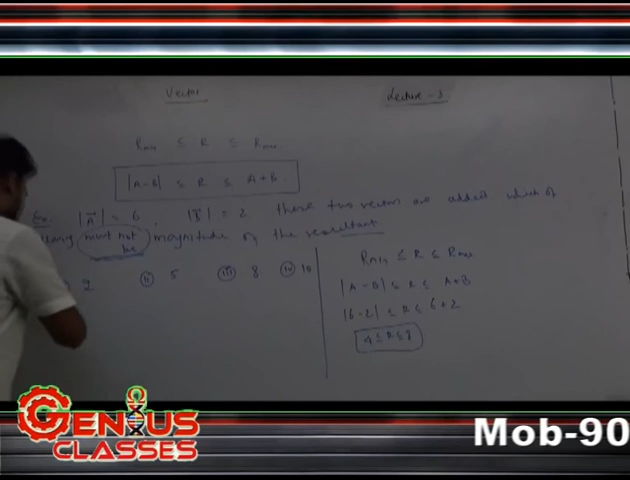 Vector
Lecture-3
Rmin ≤ R ≤ Rmax
|A-B| ≤ R ≤ A+B
Ex. |A⃗| = 6, |B⃗| = 2 these two vector are added which of
must not be magnitude of the resultant
2 (ii) 5 (iii) 8 (iv) 10
Rmin ≤ R ≤ Rmax
|A-B| ≤ R ≤ A+B
|6-2| ≤ R ≤ 6+2
4 ≤ R ≤ 8
GENIUS
CLASSES
Mob-90